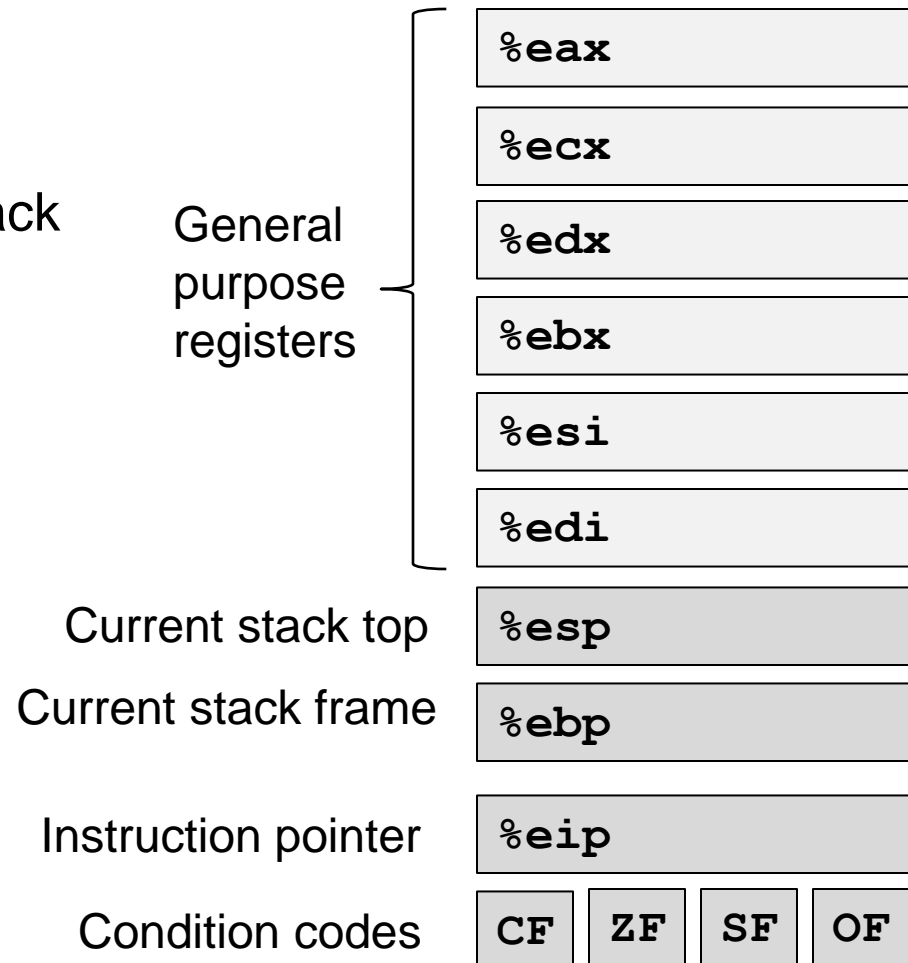 %eax
%ecx
General
purpose
registers
%edx
%ebx
%esi
%edi
Current stack top %esp
Current stack frame %ebp
Instruction pointer %eip
Condition codes CF ZF SF OF